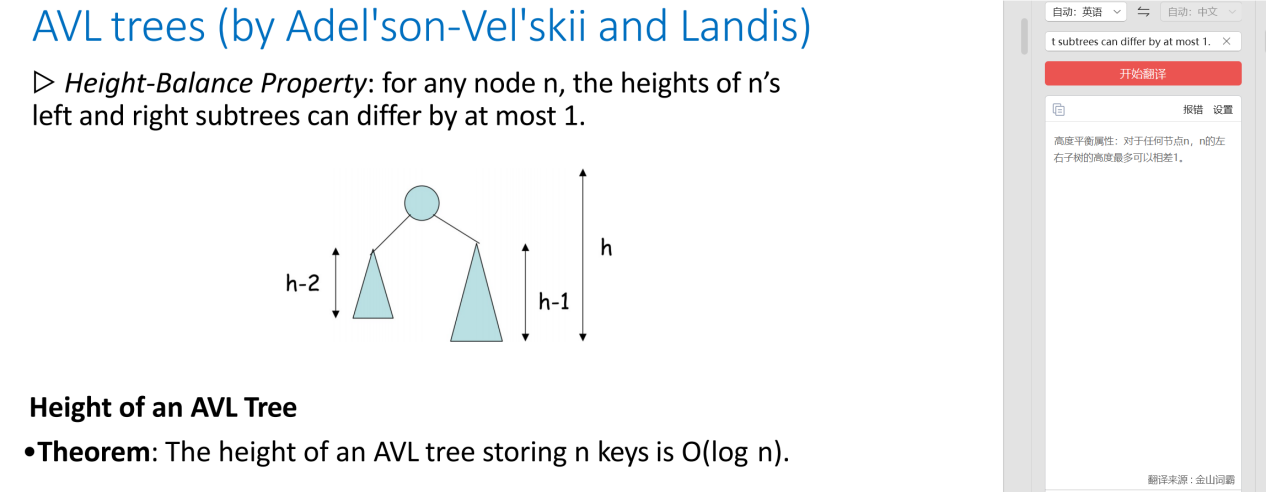 AVL trees (by Adel'son-Vel'skii and Landis)
▷ Height-Balance Property: for any node n, the heights of n’s
left and right subtrees can differ by at most 1.
h-2
h-1
h
Height of an AVL Tree
•Theorem: The height of an AVL tree storing n keys is O(log n).
自动: 英语
自动: 中文
t subtrees can differ by at most 1.
开始翻译
报错 设置
高度平衡属性：对于任何节点n，n的左
右子树的高度最多可以相差1。
翻译来源 : 金山词霸